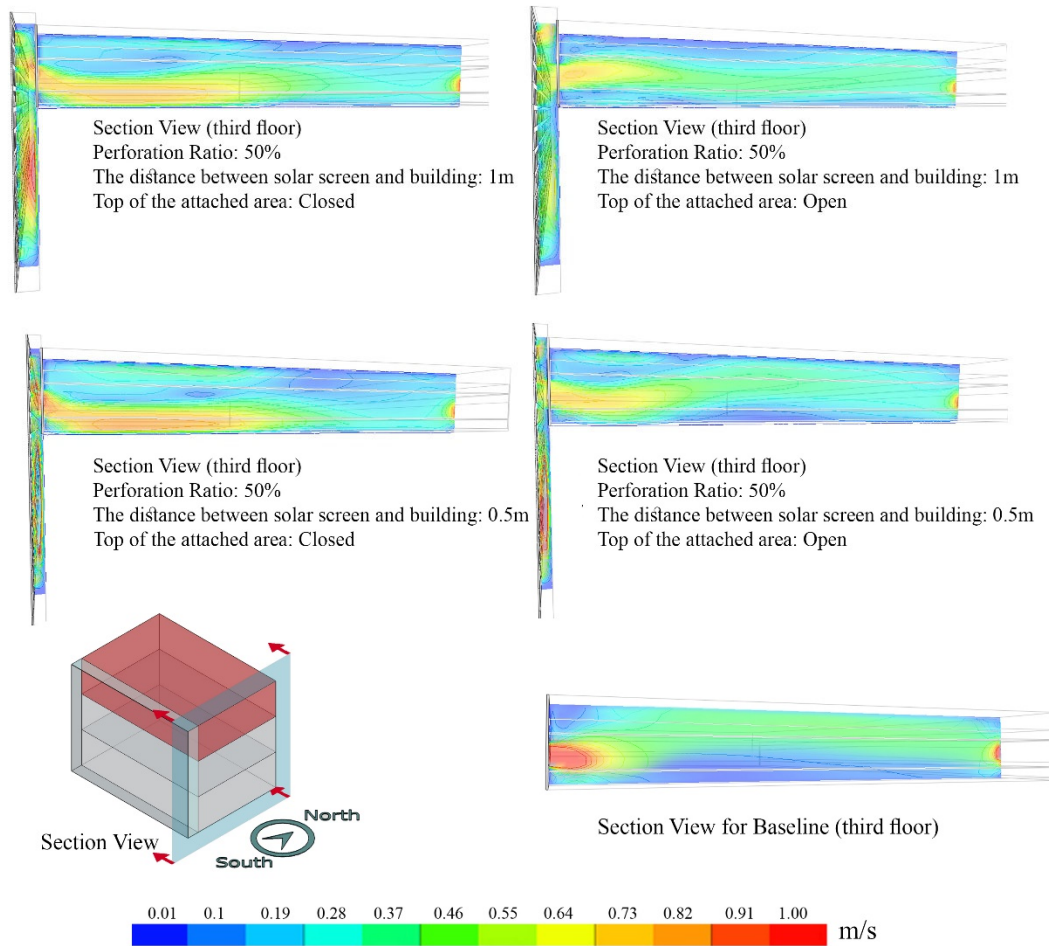 Section View (third floor)
Perforation Ratio: 50%
The distance between solar screen and building: 1m
Top of the attached area: Closed
Section View (third floor)
Perforation Ratio: 50%
The distance between solar screen and building: 1m
Top of the attached area: Open
Section View (third floor)
Perforation Ratio: 50%
The distance between solar screen and building: 0.5m
Top of the attached area: Closed
Section View (third floor)
Perforation Ratio: 50%
The distance between solar screen and building: 0.5m
Top of the attached area: Open
Section View
North
South
Section View for Baseline (third floor)
0.01 0.1 0.19 0.28 0.37 0.46 0.55 0.64 0.73 0.82 0.91 1.00
m/s